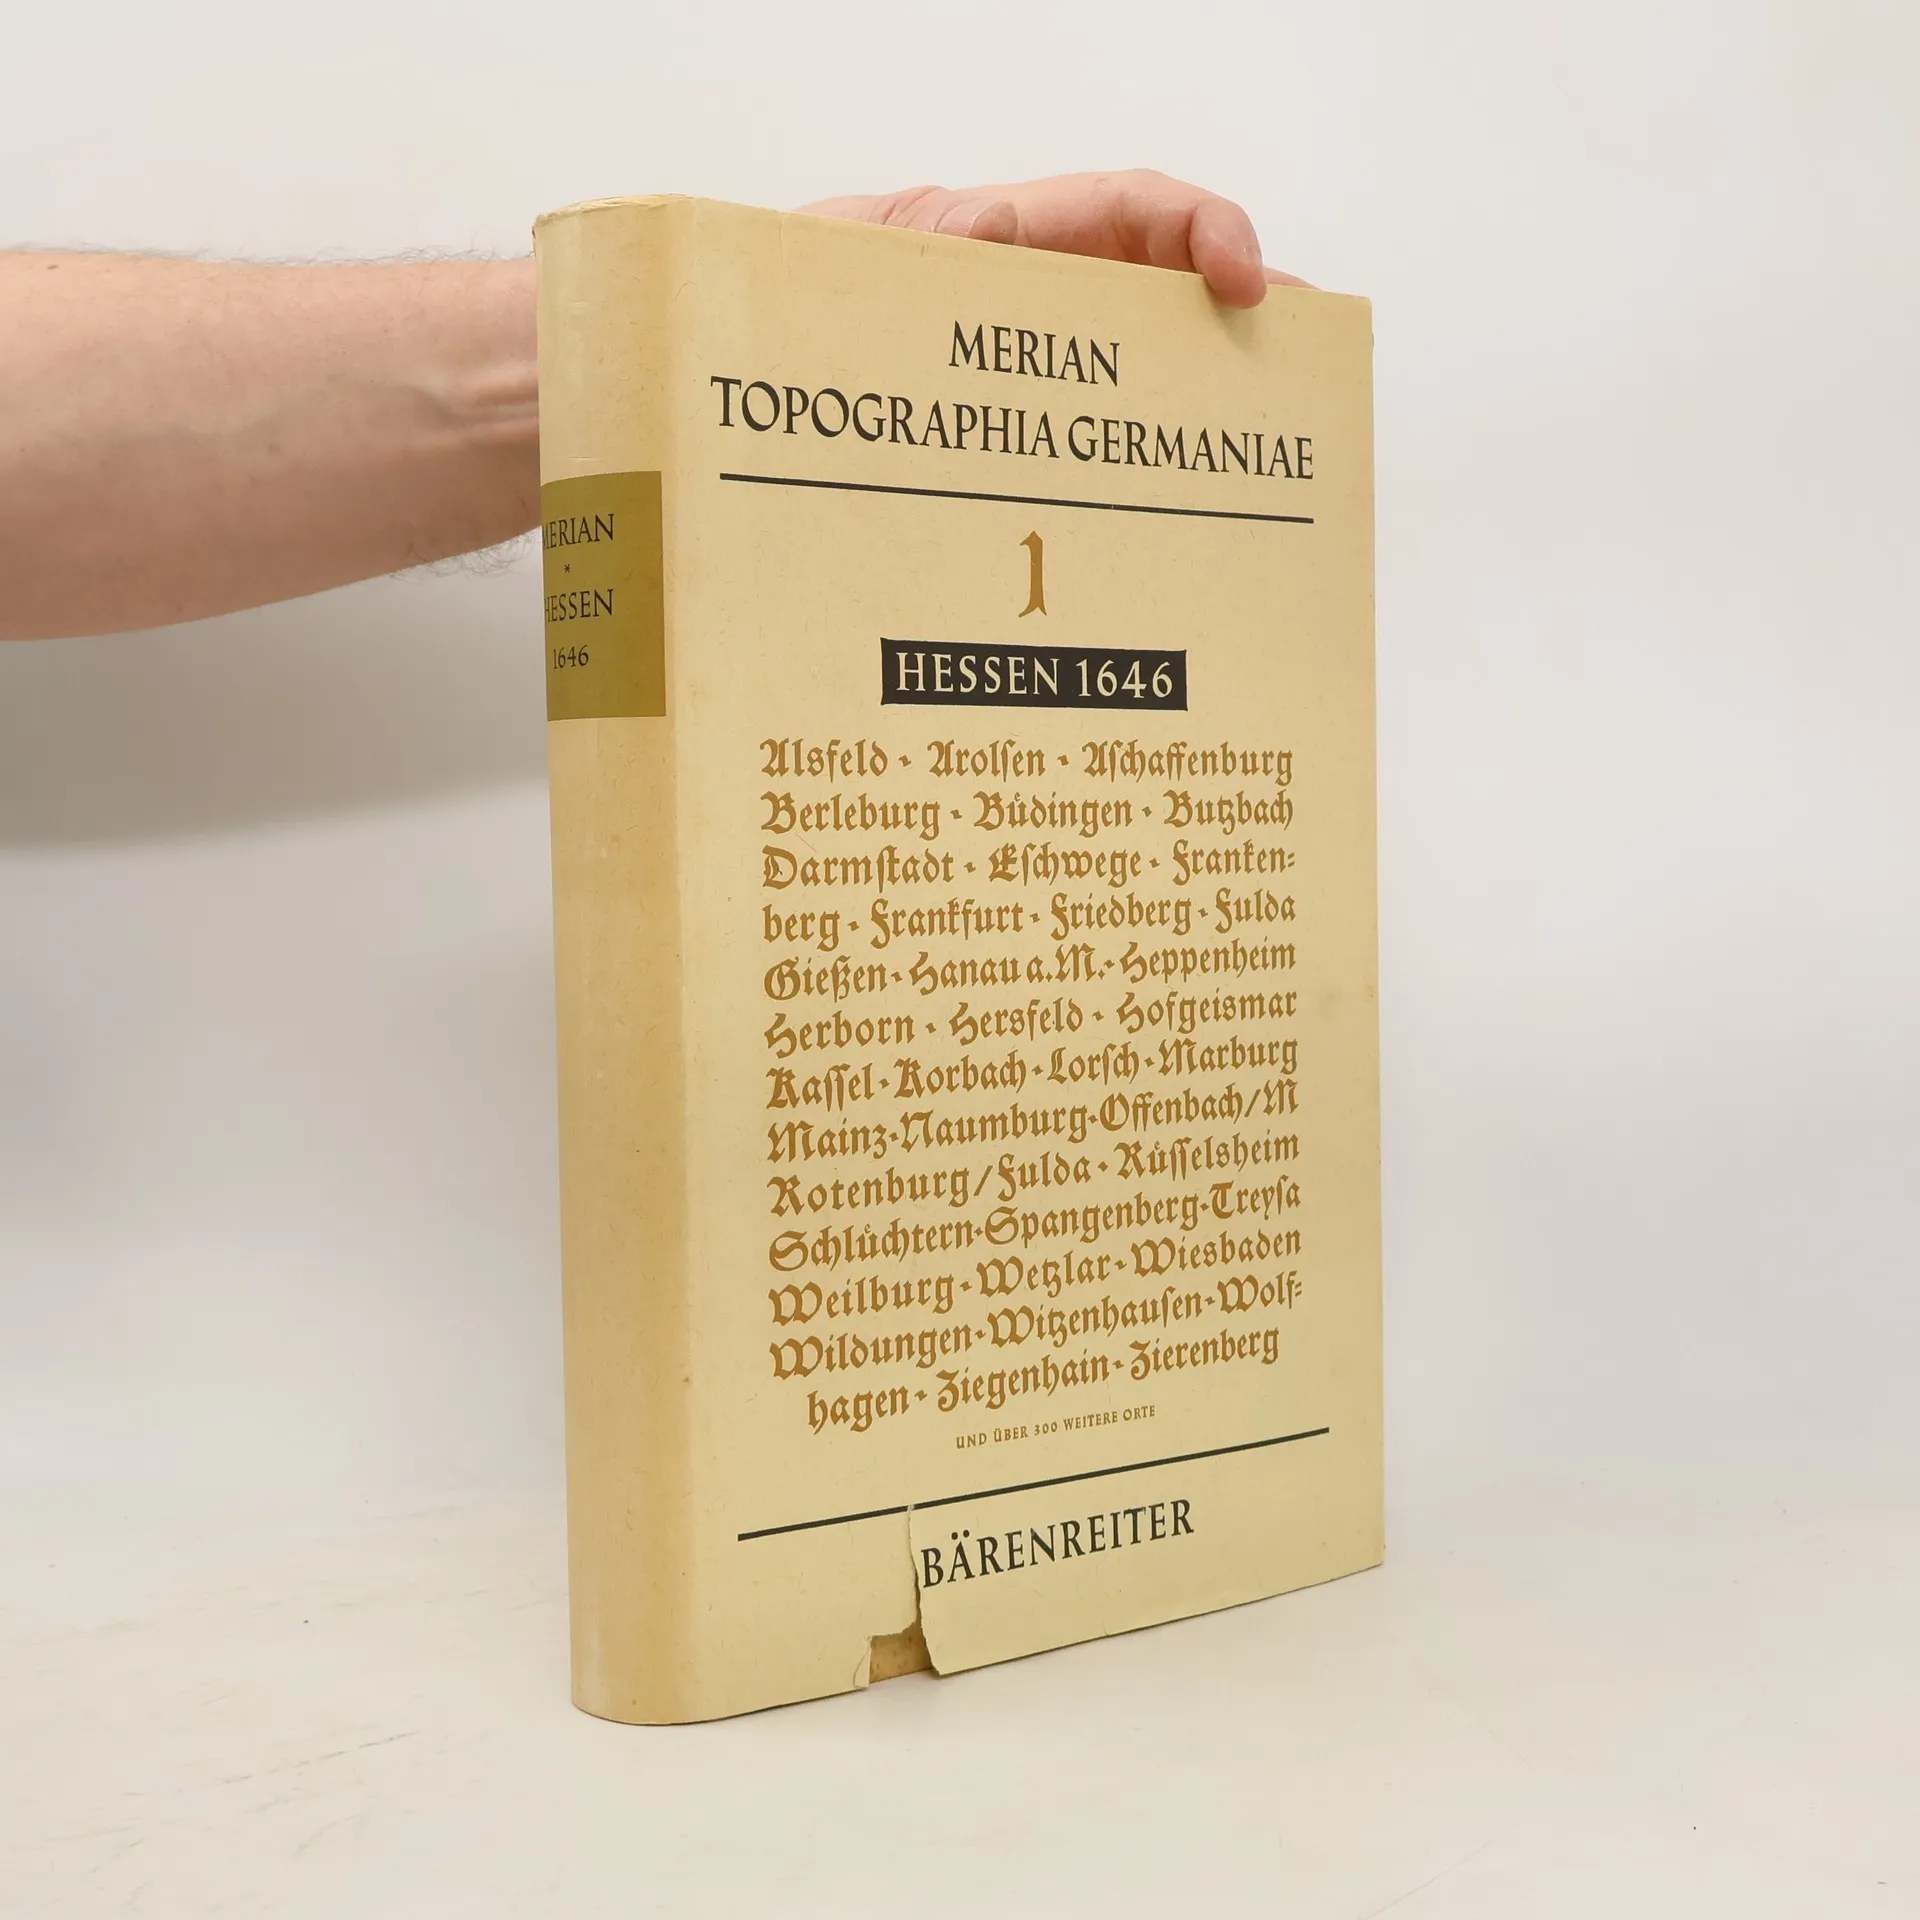 MERIAN
TOPOGRAPHIA GERMANIAE
1
HESSEN 1646
Alsfeld · Arolſen · Aſchaffenburg
Berleburg · Büdingen · Butzbach
Darmſtadt · Eſchwege · Franken-
berg · Frankfurt · Friedberg · Fulda
Gießen · Hanau a. M. · Heppenheim
Herborn · Hersfeld · Hofgeismar
Kaſſel · Korbach · Lorſch · Marburg
Mainz · Naumburg · Offenbach/M
Rotenburg/Fulda · Rüſſelsheim
Schlüchtern · Spangenberg · Treyſa
Weilburg · Wetzlar · Wiesbaden
Wildungen · Witzenhauſen · Wolf-
hagen · Ziegenhain · Zierenberg
UND ÜBER 300 WEITERE ORTE
BÄRENREITER
MERIAN
*
HESSEN
1646